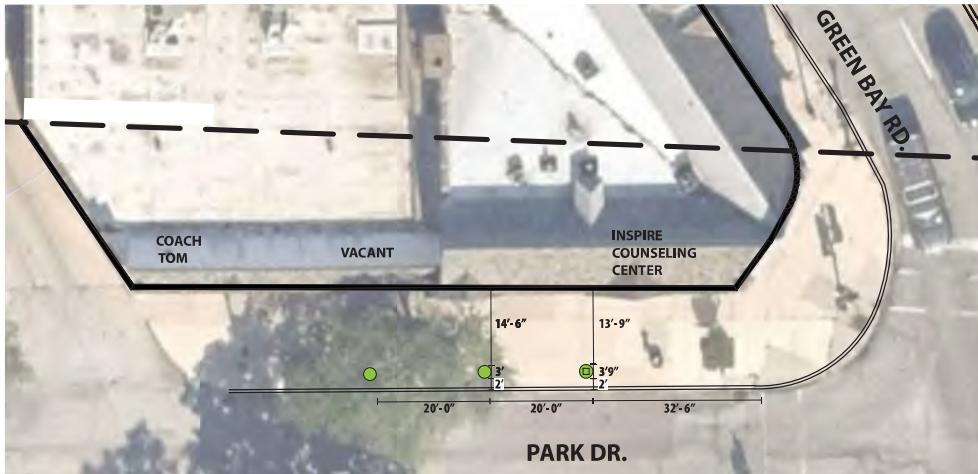 GREEN BAY RD.
COACH
TOM
VACANT
INSPIRE
COUNSELING
CENTER
14'-6"
13'-9"
3'
3'9"
2'
2'
20'-0"
20'-0"
32'-6"
PARK DR.